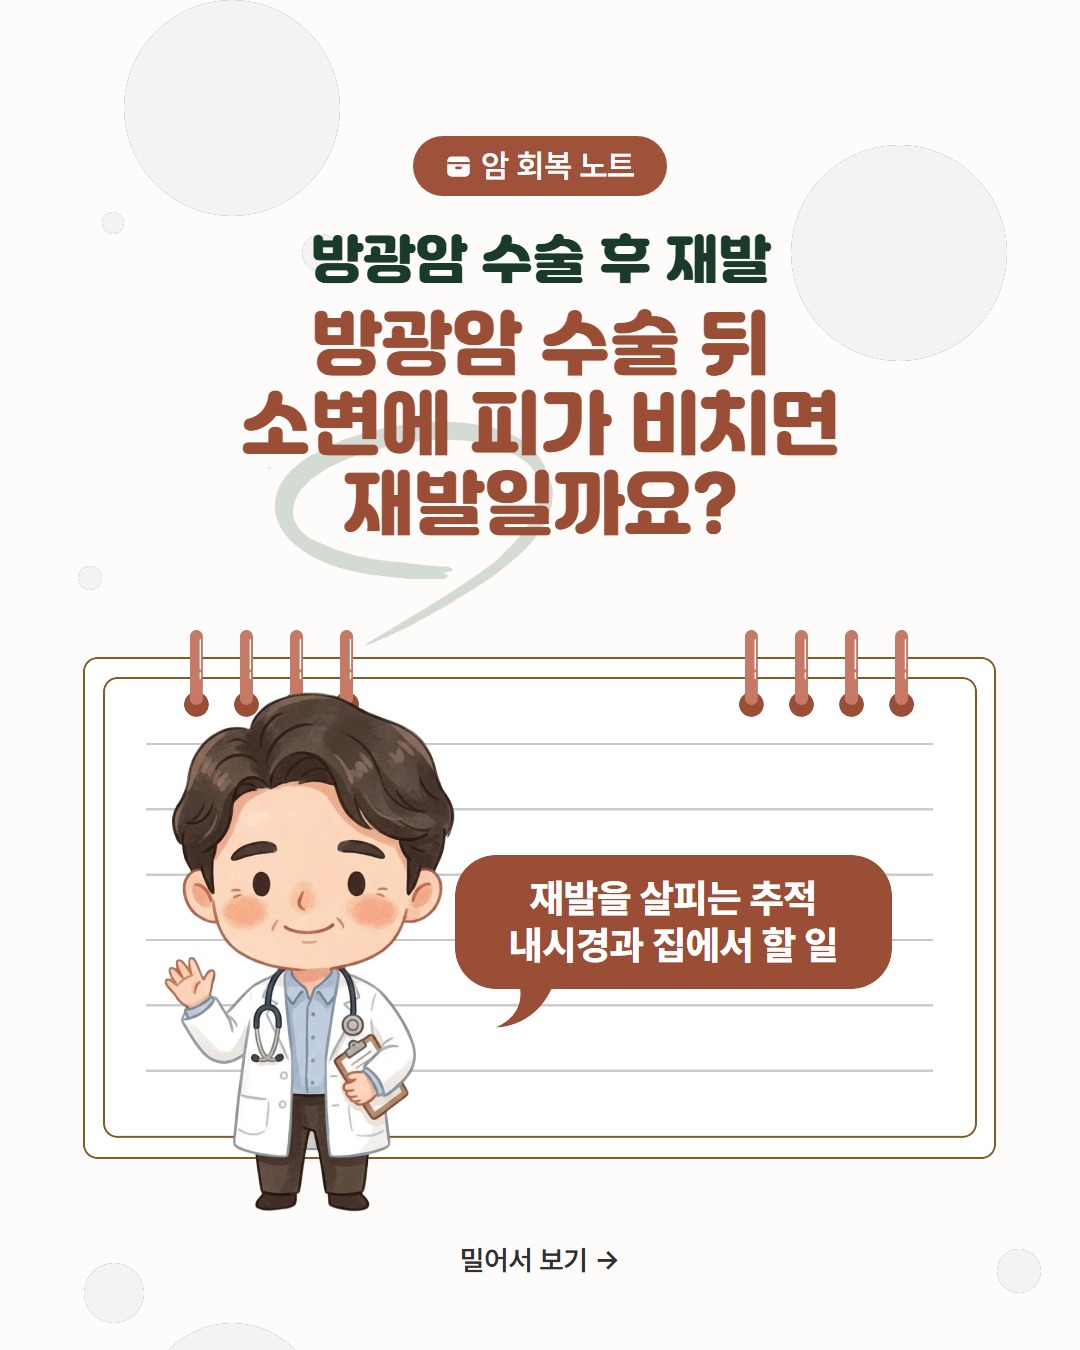 암 회복 노트
방광암 수술 후 재발
방광암 수술 뒤
소변에 피가 비치면
재발일까요?
재발을 살피는 추적
내시경과 집에서 할 일
밀어서 보기 →